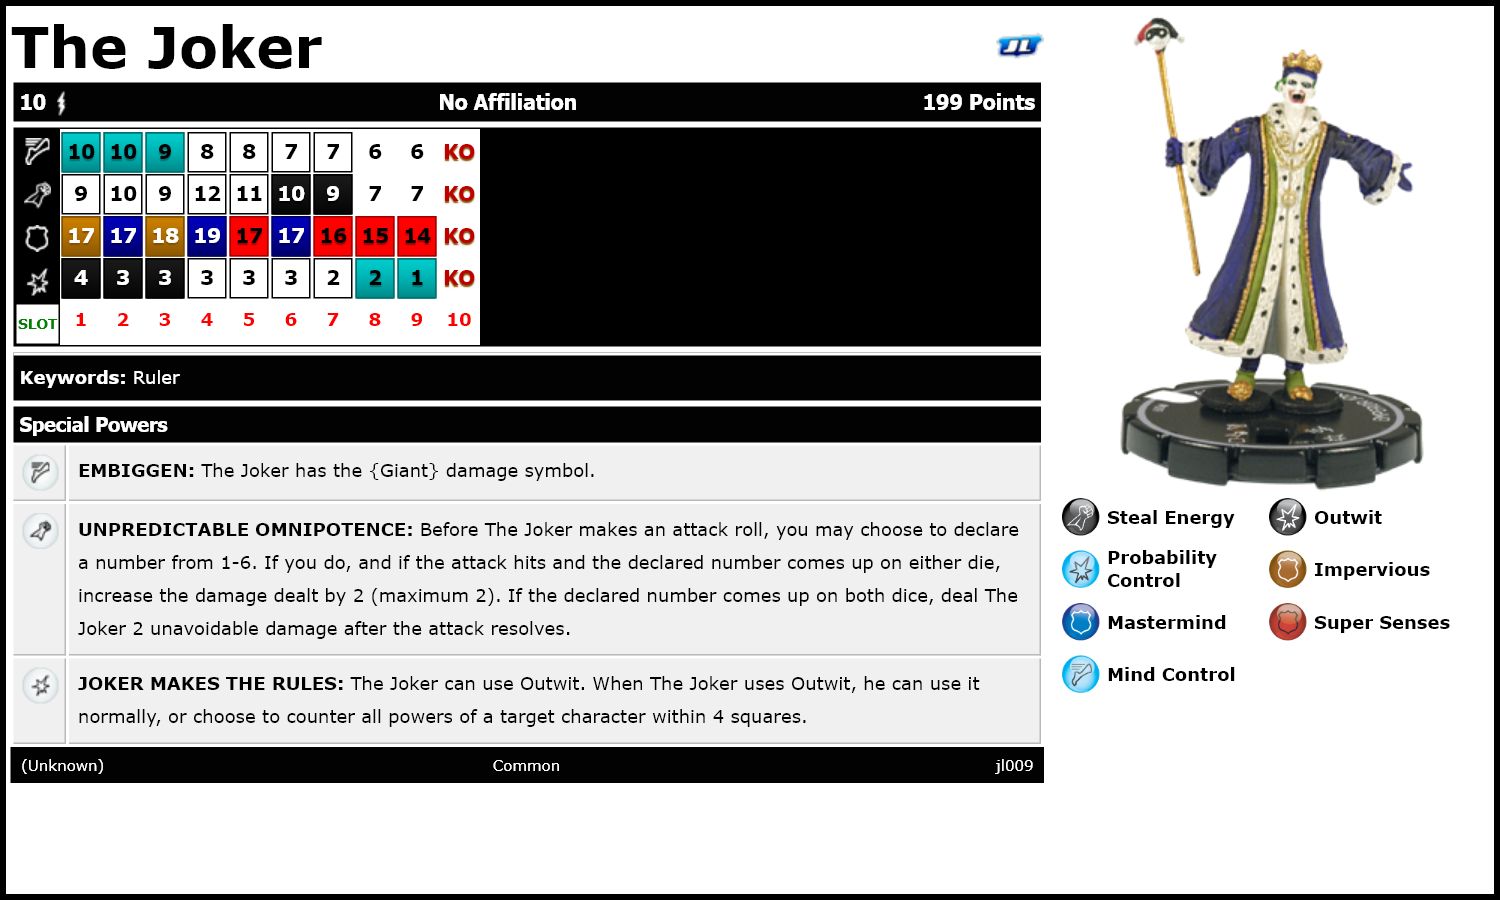 The Joker
JL
10 No Affiliation 199 Points
10 10 9 8 8 7 7 6 6 KO
9 10 9 12 11 10 9 7 7 KO
17 17 18 19 17 17 16 15 14 KO
4 3 3 3 3 3 2 2 1 KO
SLOT 1 2 3 4 5 6 7 8 9 10
Keywords: Ruler
Special Powers
EMBIGGEN: The Joker has the {Giant} damage symbol.
UNPREDICTABLE OMNIPOTENCE: Before The Joker makes an attack roll, you may choose to declare
a number from 1-6. If you do, and if the attack hits and the declared number comes up on either die,
increase the damage dealt by 2 (maximum 2). If the declared number comes up on both dice, deal The
Joker 2 unavoidable damage after the attack resolves.
JOKER MAKES THE RULES: The Joker can use Outwit. When The Joker uses Outwit, he can use it
normally, or choose to counter all powers of a target character within 4 squares.
(Unknown) Common jl009
Steal Energy
Outwit
Probability
Control
Impervious
Mastermind
Super Senses
Mind Control